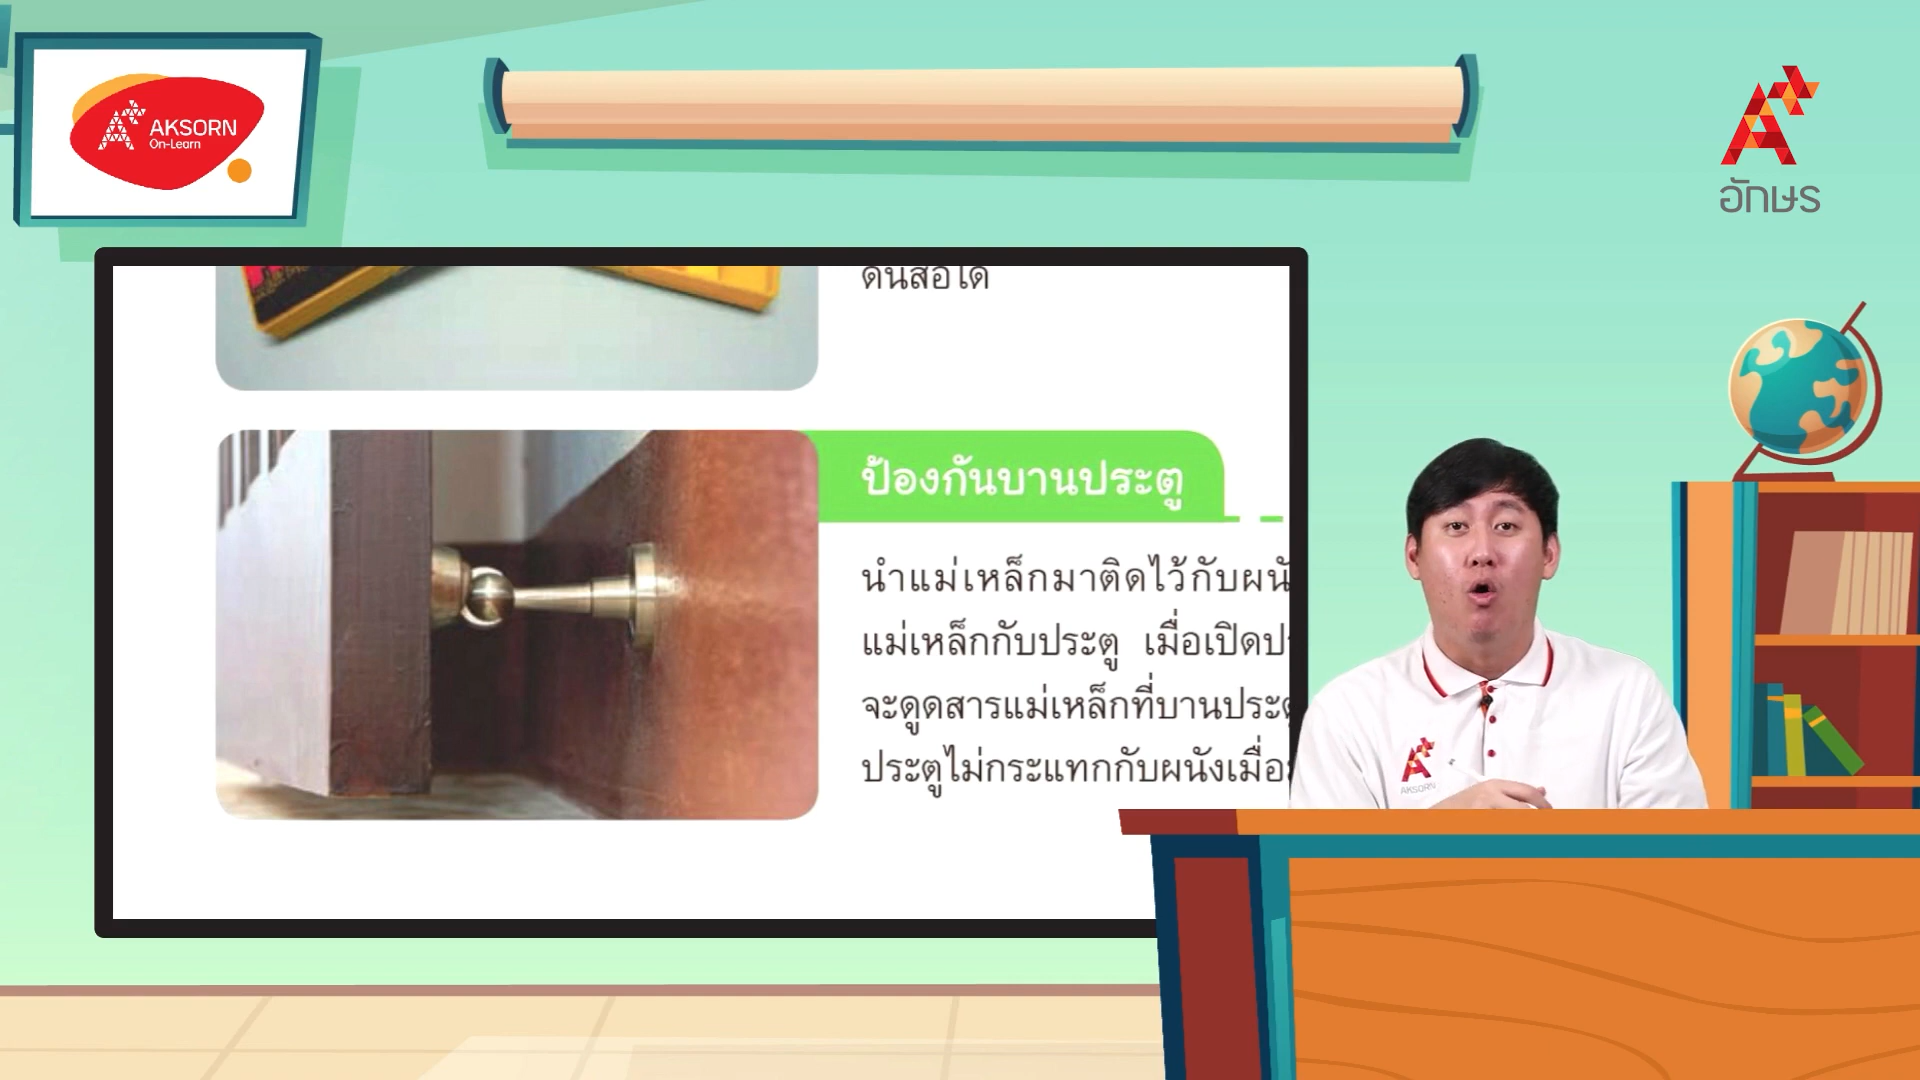 AKSORN
On-Learn
อักษร
ดินสอได้
ป้องกันบานประตู
นำแม่เหล็กมาติดไว้กับผนัง
แม่เหล็กกับประตู เมื่อเปิดป
จะดูดสารแม่เหล็กที่บานประต
ประตูไม่กระแทกกับผนังเมื่อ
AKSORN